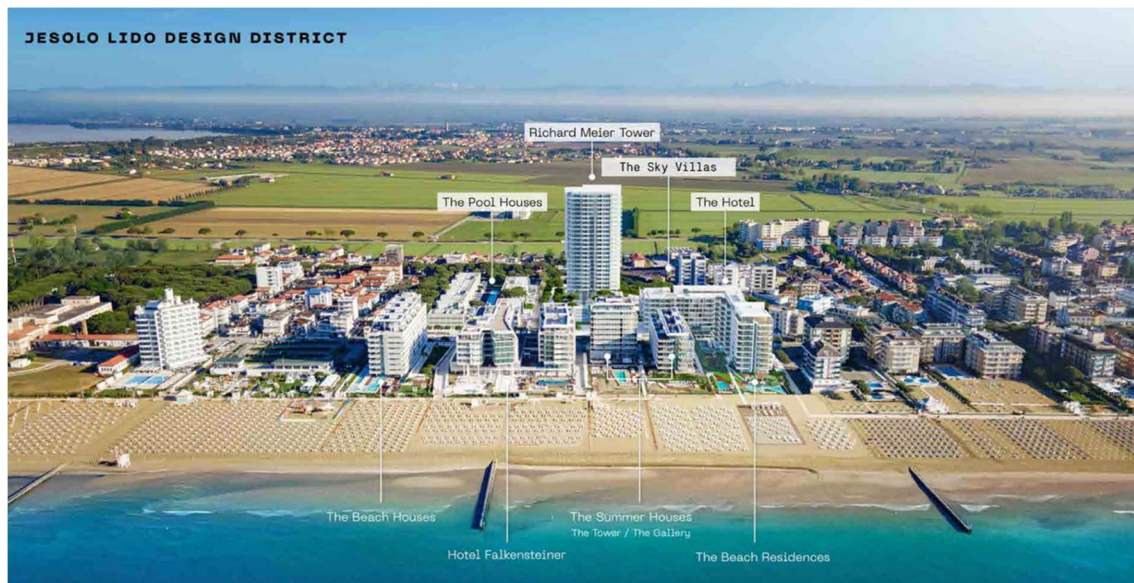 JESOLO LIDO DESIGN DISTRICT
Richard Meier Tower
The Sky Villas
The Pool Houses
The Hotel
The Beach Houses
The Summer Houses
The Tower / The Gallery
Hotel Falkensteiner
The Beach Residences